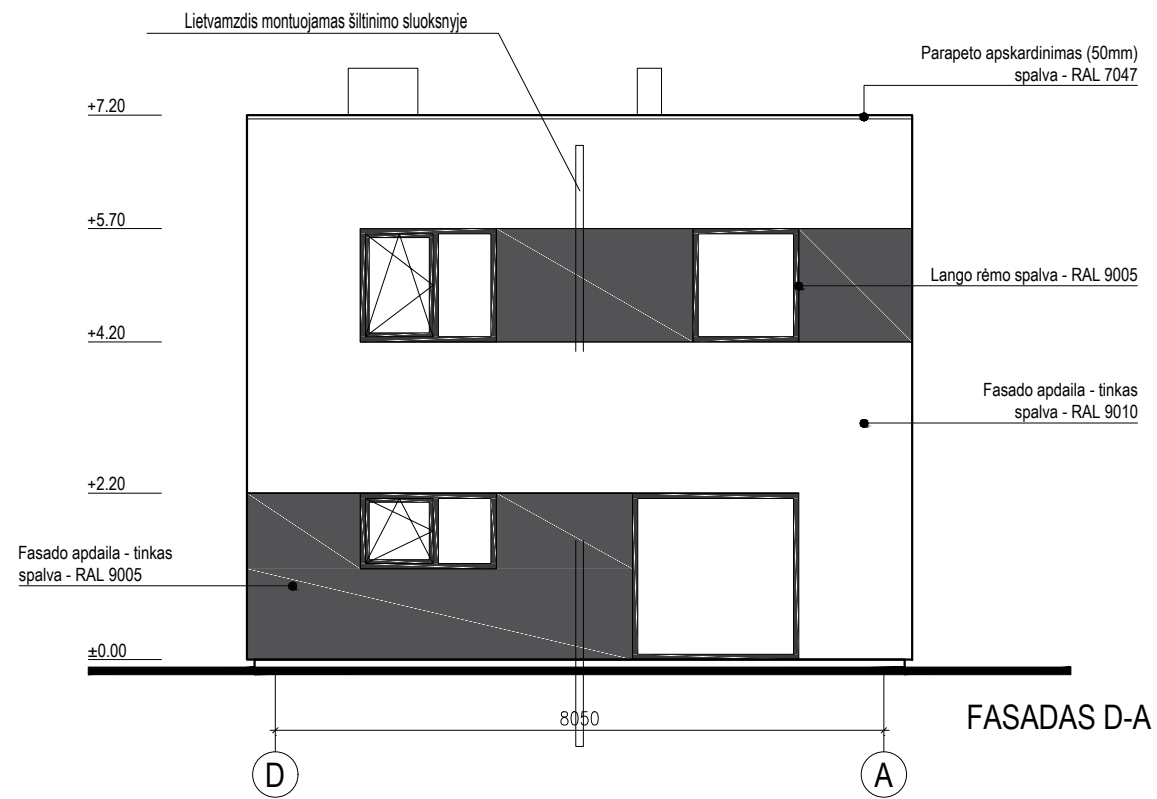 Lietvamzdis montuojamas šiltinimo sluoksnyje
Parapeto apskardinimas (50mm)
spalva - RAL 7047
+7.20
+5.70
Lango rėmo spalva - RAL 9005
+4.20
Fasado apdaila - tinkas
spalva - RAL 9010
+2.20
Fasado apdaila - tinkas
spalva - RAL 9005
±0.00
8050
FASADAS D-A
D
A